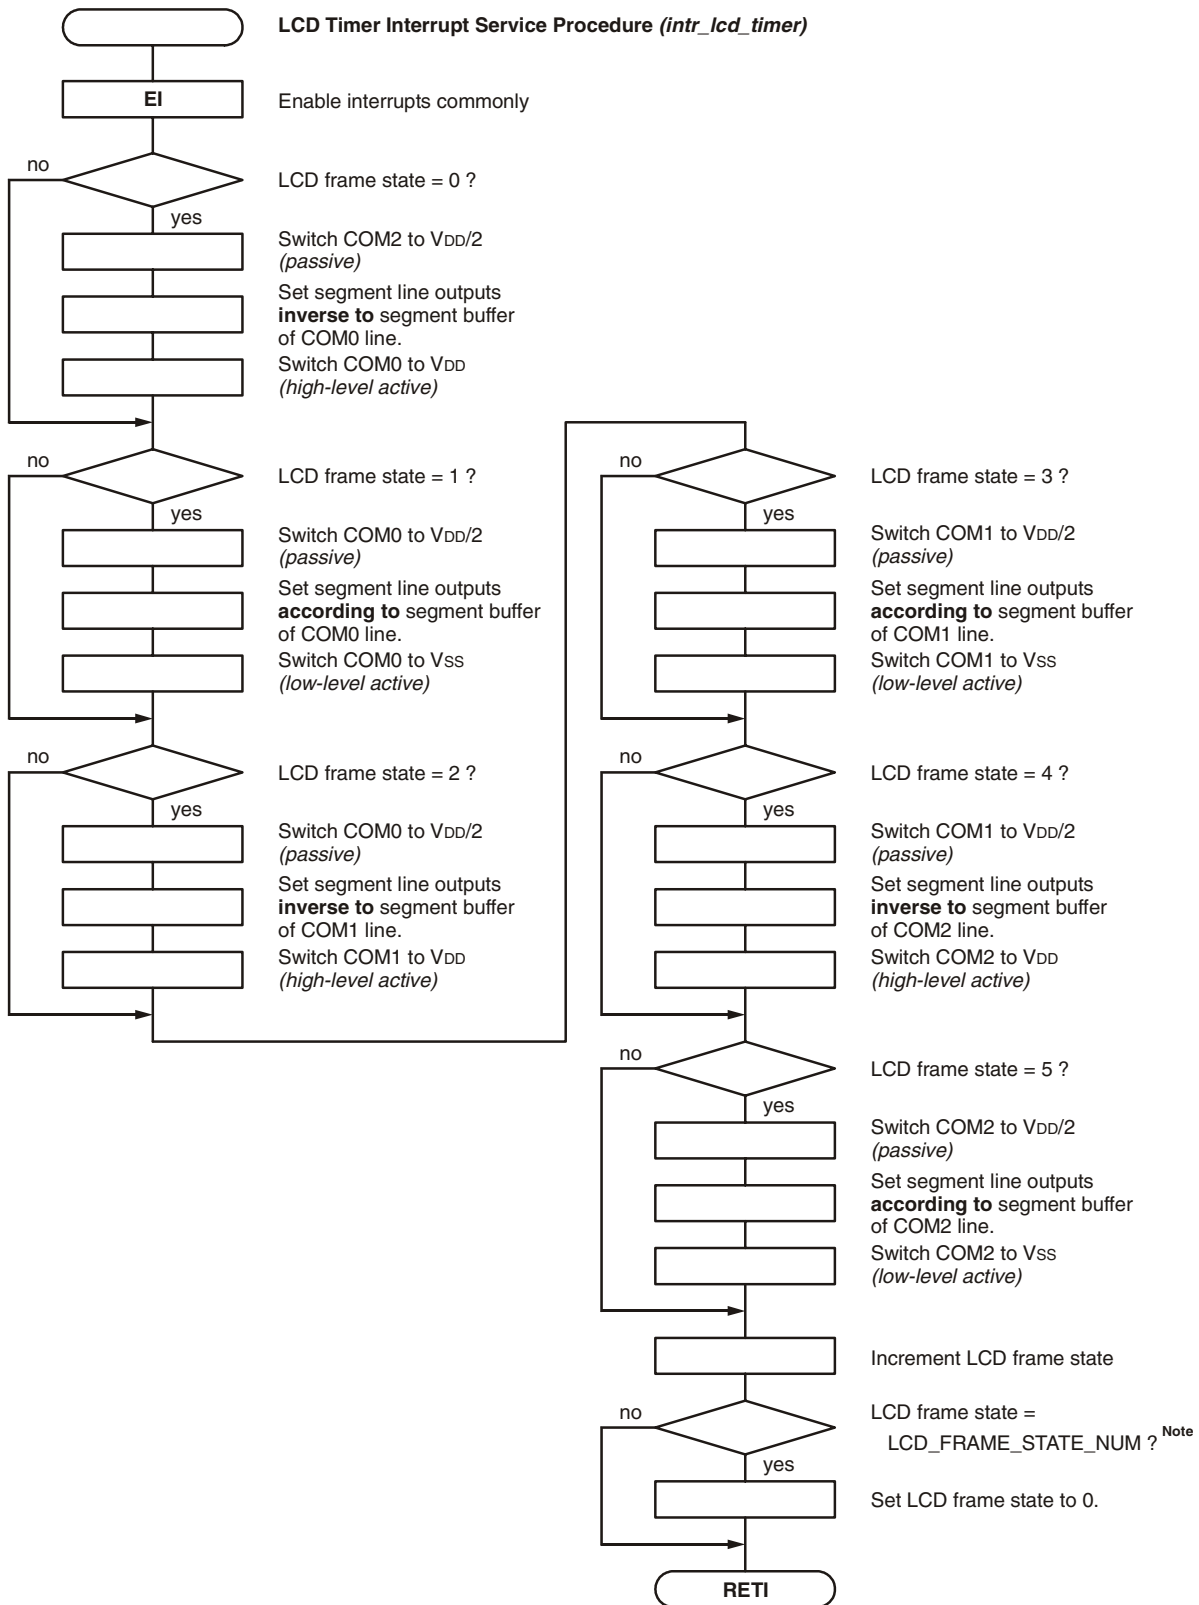 LCD Timer Interrupt Service Procedure (intr_lcd_timer)
EI
Enable interrupts commonly
no
LCD frame state = 0 ?
yes
Switch COM2 to VDD/2
(passive)
Set segment line outputs
inverse to segment buffer
of COM0 line.
Switch COM0 to VDD
(high-level active)
no
LCD frame state = 1 ?
yes
Switch COM0 to VDD/2
(passive)
Set segment line outputs
according to segment buffer
of COM0 line.
Switch COM0 to VSS
(low-level active)
no
LCD frame state = 2 ?
yes
Switch COM0 to VDD/2
(passive)
Set segment line outputs
inverse to segment buffer
of COM1 line.
Switch COM1 to VDD
(high-level active)
no
LCD frame state = 3 ?
yes
Switch COM1 to VDD/2
(passive)
Set segment line outputs
according to segment buffer
of COM1 line.
Switch COM1 to VSS
(low-level active)
no
LCD frame state = 4 ?
yes
Switch COM1 to VDD/2
(passive)
Set segment line outputs
inverse to segment buffer
of COM2 line.
Switch COM2 to VDD
(high-level active)
no
LCD frame state = 5 ?
yes
Switch COM2 to VDD/2
(passive)
Set segment line outputs
according to segment buffer
of COM2 line.
Switch COM2 to VSS
(low-level active)
Increment LCD frame state
no
LCD frame state =
LCD_FRAME_STATE_NUM ? Note
yes
Set LCD frame state to 0.
RETI